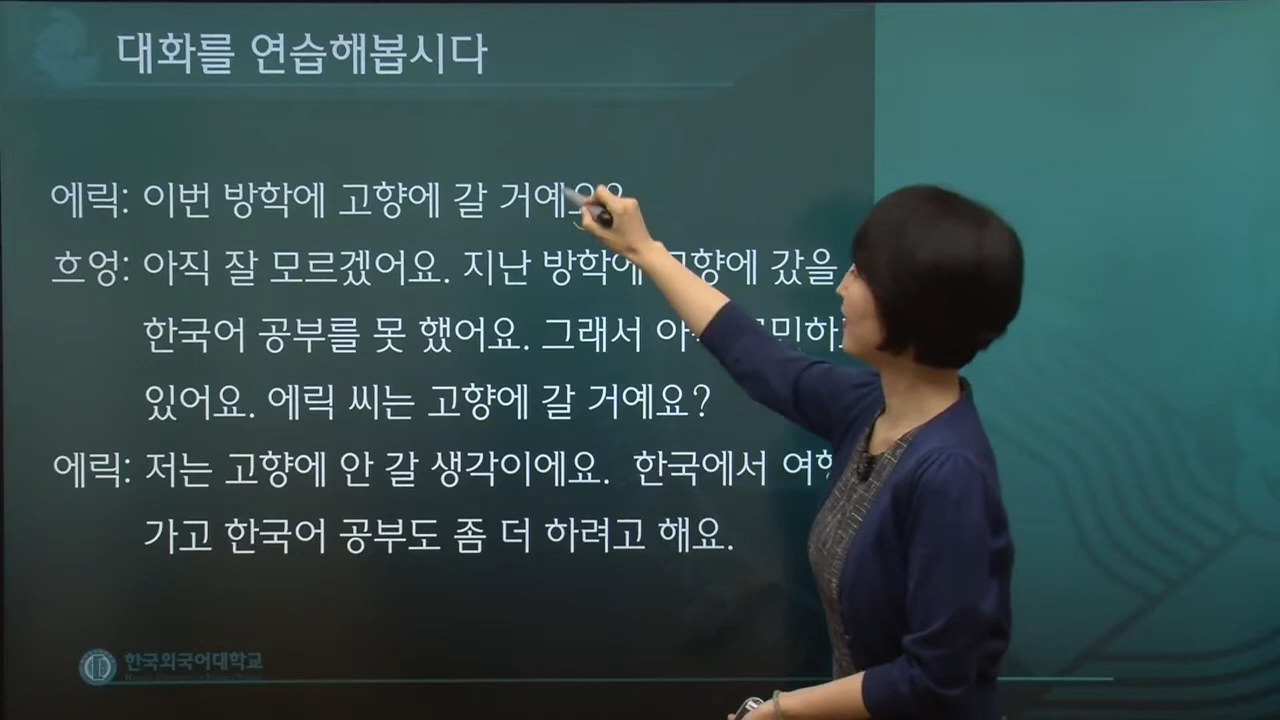 대화를 연습해봅시다
에릭: 이번 방학에 고향에 갈 거예요?
흐엉: 아직 잘 모르겠어요. 지난 방학에 고향에 갔을
한국어 공부를 못 했어요. 그래서
있어요. 에릭 씨는 고향에 갈 거예요?
에릭: 저는 고향에 안 갈 생각이에요. 한국에서
가고 한국어 공부도 좀 더 하려고 해요.
한국외국어대학교